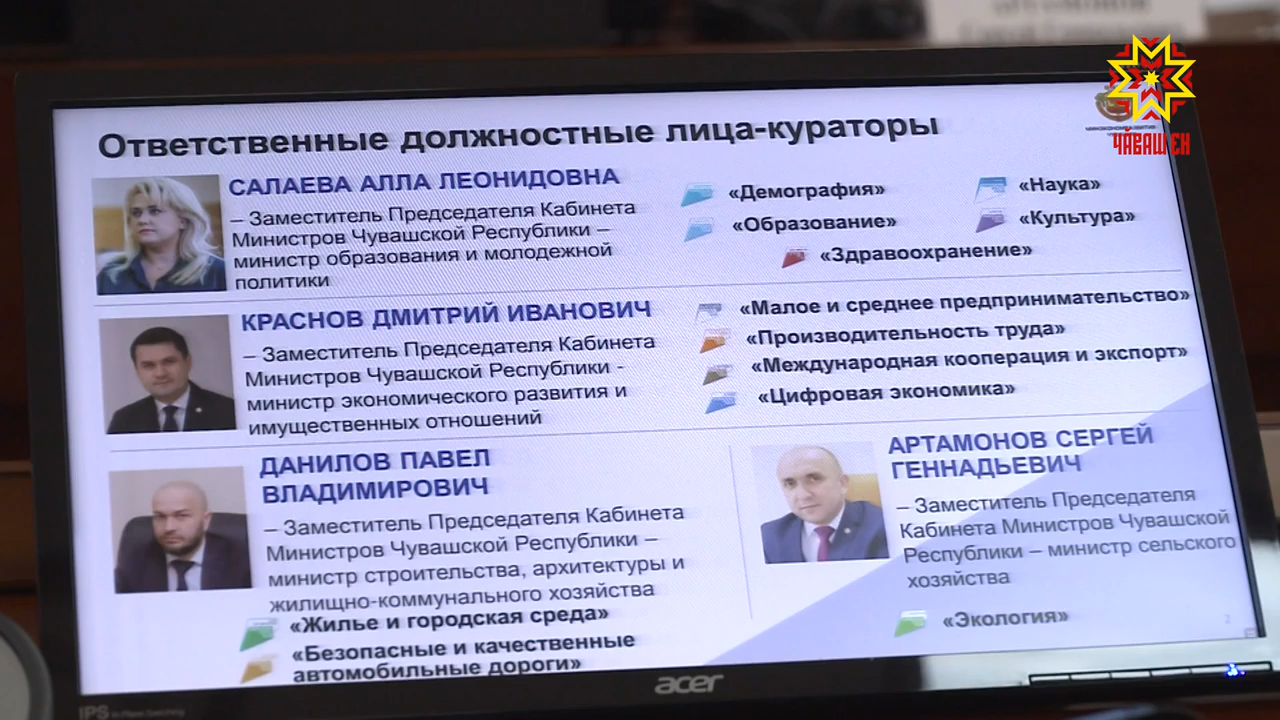 Ответственные должностные лица-кураторы
ЧӐВАШ ЕН
САЛАЕВА АЛЛА ЛЕОНИДОВНА
– Заместитель Председателя Кабинета
Министров Чувашской Республики –
министр образования и молодежной
политики
«Демография»
«Наука»
«Образование»
«Культура»
«Здравоохранение»
КРАСНОВ ДМИТРИЙ ИВАНОВИЧ
– Заместитель Председателя Кабинета
Министров Чувашской Республики -
министр экономического развития и
имущественных отношений
«Малое и среднее предпринимательство»
«Производительность труда»
«Международная кооперация и экспорт»
«Цифровая экономика»
ДАНИЛОВ ПАВЕЛ
ВЛАДИМИРОВИЧ
– Заместитель Председателя Кабинета
Министров Чувашской Республики –
министр строительства, архитектуры и
жилищно-коммунального хозяйства
«Жилье и городская среда»
«Безопасные и качественные
автомобильные дороги»
АРТАМОНОВ СЕРГЕЙ
ГЕННАДЬЕВИЧ
– Заместитель Председателя
Кабинета Министров Чувашской
Республики – министр сельского
хозяйства
«Экология»
2
acer
IPS